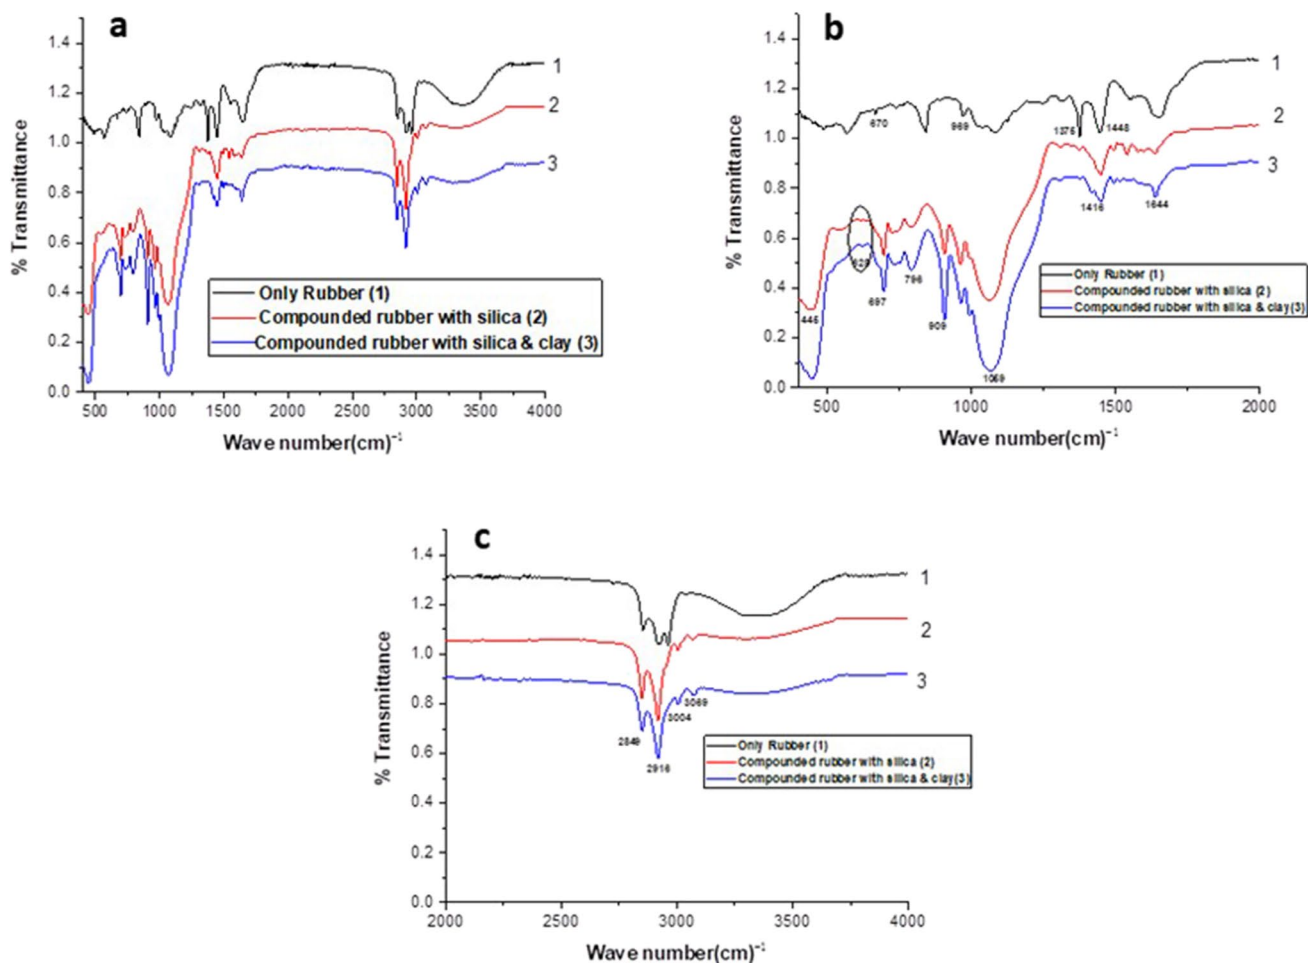 a
1.4
1.2
1.0
0.8
0.6
0.4
0.2
0.0
% Transmittance
1
2
3
Only Rubber (1)
Compounded rubber with silica (2)
Compounded rubber with silica & clay (3)
500 1000 1500 2000 2500 3000 3500 4000
Wave number(cm)⁻¹
b
1.4
1.2
1.0
0.8
0.6
0.4
0.2
0.0
% Transmittance
1
2
3
670
969
1375
1448
1416
1644
445
697
796
909
1069
Only Rubber (1)
Compounded rubber with silica (2)
Compounded rubber with silica & clay (3)
500 1000 1500 2000
Wave number(cm)⁻¹
c
1.4
1.2
1.0
0.8
0.6
0.4
0.2
0.0
% Transmittance
1
2
3
2849
2916
3004
3069
Only Rubber (1)
Compounded rubber with silica (2)
Compounded rubber with silica & clay(3)
2000 2500 3000 3500 4000
Wave number(cm)⁻¹